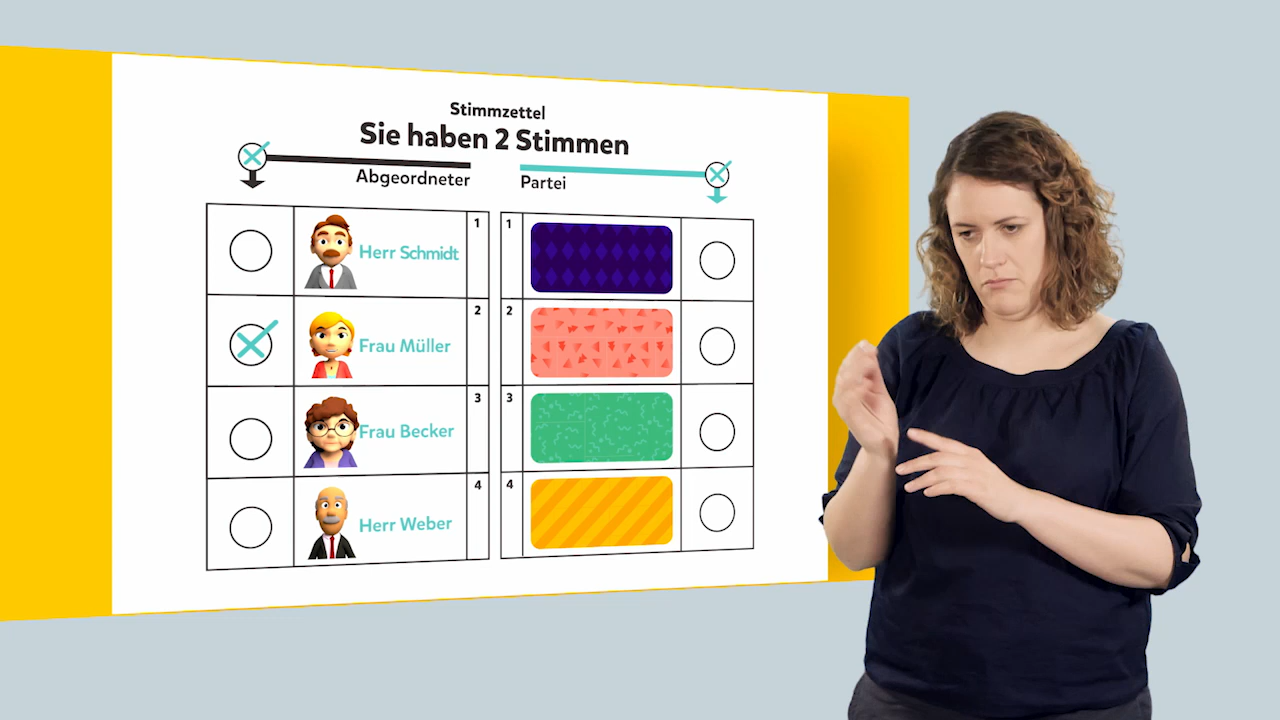 Stimmzettel
Sie haben 2 Stimmen
Abgeordneter
Partei
Herr Schmidt 1
1
Frau Müller 2
2
Frau Becker 3
3
Herr Weber 4
4